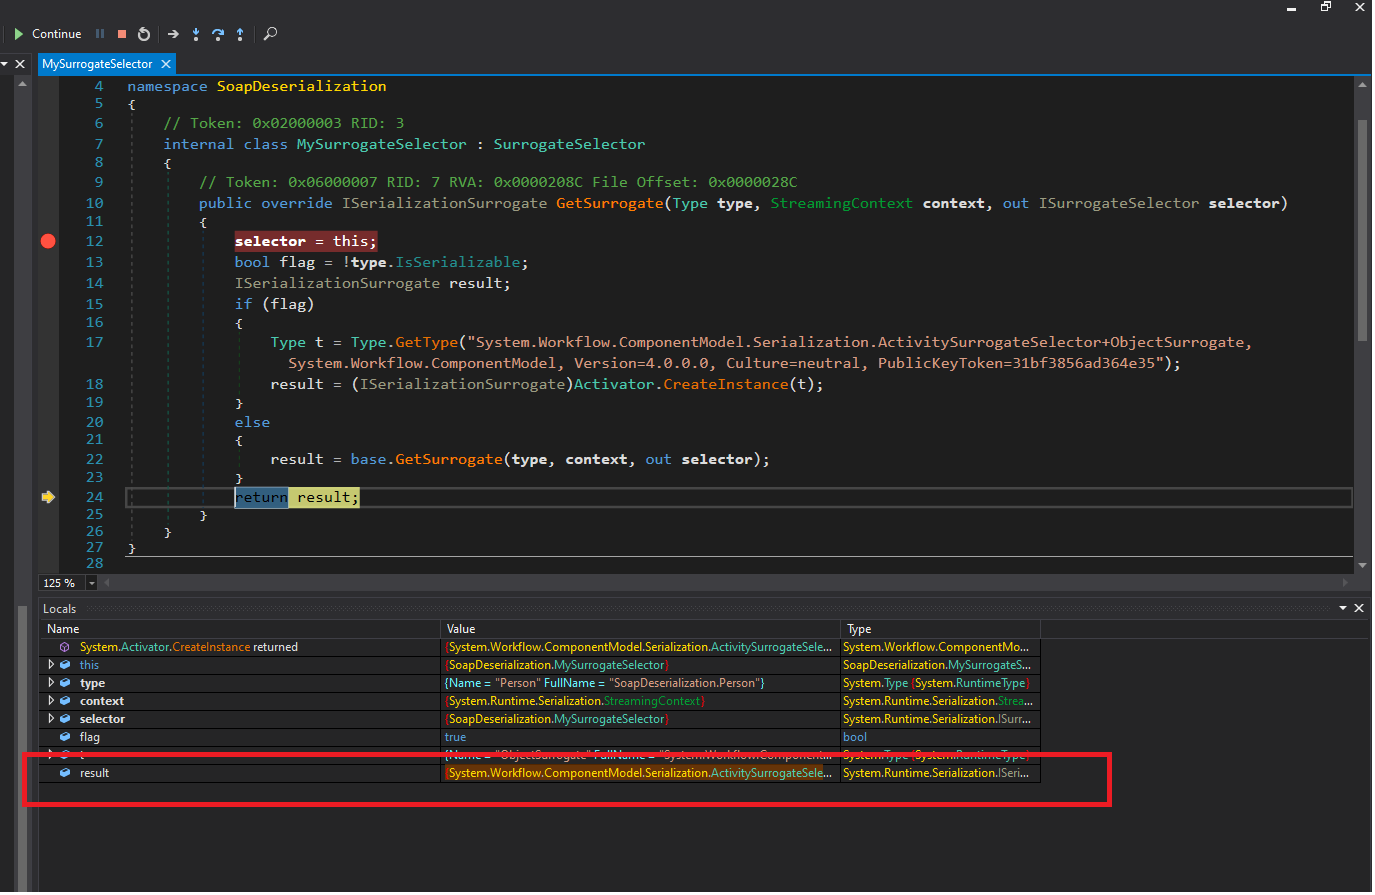 Continue
MySurrogateSelector
4 namespace SoapDeserialization
5 {
6 // Token: 0x02000003 RID: 3
7 internal class MySurrogateSelector : SurrogateSelector
8 {
9 // Token: 0x06000007 RID: 7 RVA: 0x0000208C File Offset: 0x0000028C
10 public override ISerializationSurrogate GetSurrogate(Type type, StreamingContext context, out ISurrogateSelector selector)
11 {
12 selector = this;
13 bool flag = !type.IsSerializable;
14 ISerializationSurrogate result;
15 if (flag)
16 {
17 Type t = Type.GetType("System.Workflow.ComponentModel.Serialization.ActivitySurrogateSelector+ObjectSurrogate,
System.Workflow.ComponentModel, Version=4.0.0.0, Culture=neutral, PublicKeyToken=31bf3856ad364e35");
18 result = (ISerializationSurrogate)Activator.CreateInstance(t);
19 }
20 else
21 {
22 result = base.GetSurrogate(type, context, out selector);
23 }
24 return result;
25 }
26 }
27 }
28
125 %
Locals
Name Value Type
System.Activator.CreateInstance returned {System.Workflow.ComponentModel.Serialization.ActivitySurrogateSele... System.Workflow.ComponentMo...
this {SoapDeserialization.MySurrogateSelector} SoapDeserialization.MySurrogateS...
type {Name = "Person" FullName = "SoapDeserialization.Person"} System.Type {System.RuntimeType}
context {System.Runtime.Serialization.StreamingContext} System.Runtime.Serialization.Strea...
selector {SoapDeserialization.MySurrogateSelector} System.Runtime.Serialization.ISurr...
flag true bool
t {Name = "ObjectSurrogate" FullName = "System.Workflow.Component... System.Type {System.RuntimeType}
result {System.Workflow.ComponentModel.Serialization.ActivitySurrogateSele... System.Runtime.Serialization.ISeri...